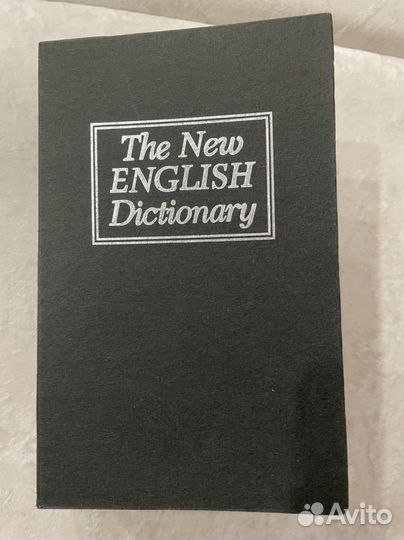 The New
ENGLISH
Dictionary
Avito